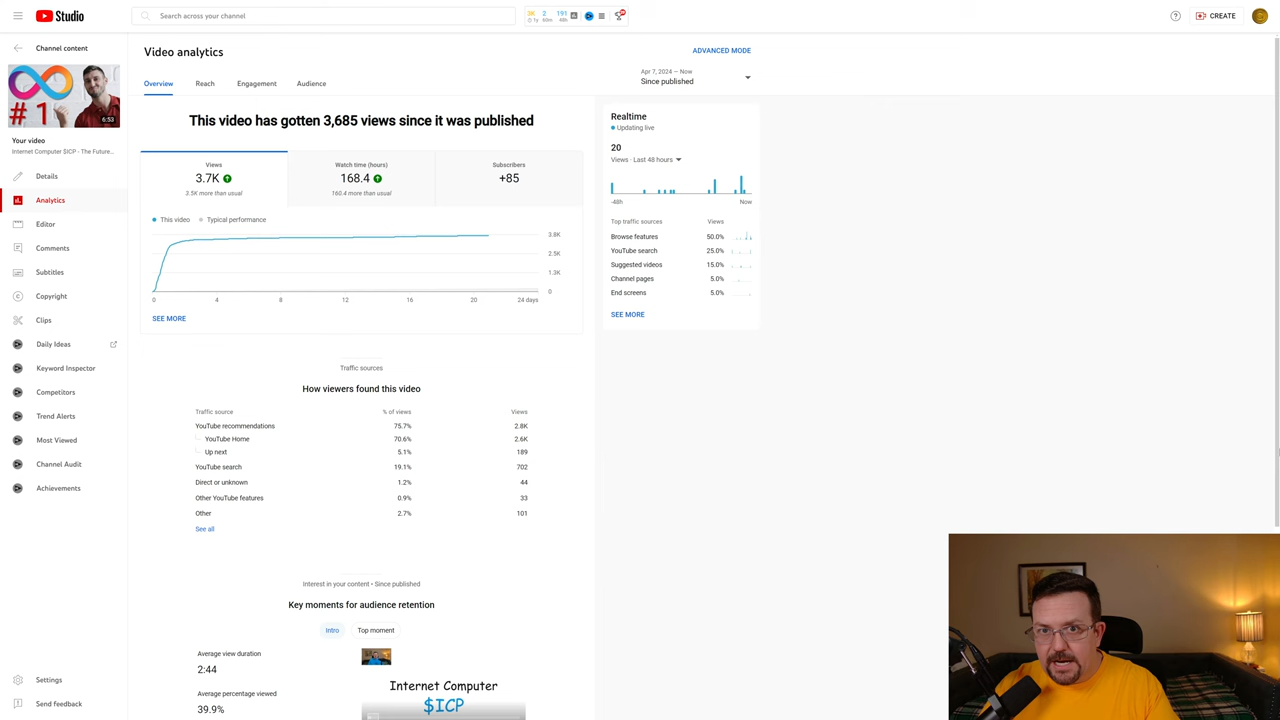 Studio
Search across your channel
3K 2 191
1y 60m 48h
CREATE
Channel content
Video analytics
ADVANCED MODE
Apr 7, 2024 — Now
Since published
Overview Reach Engagement Audience
# 1
6:53
Your video
Internet Computer $ICP - The Future...
Details
Analytics
Editor
Comments
Subtitles
Copyright
Clips
Daily Ideas
Keyword Inspector
Competitors
Trend Alerts
Most Viewed
Channel Audit
Achievements
Settings
Send feedback
This video has gotten 3,685 views since it was published
Views
3.7K
3.5K more than usual
Watch time (hours)
168.4
160.4 more than usual
Subscribers
+85
This video Typical performance
3.8K
2.5K
1.3K
0
0 4 8 12 16 20 24 days
SEE MORE
Traffic sources
How viewers found this video
Traffic source % of views Views
YouTube recommendations 75.7% 2.8K
YouTube Home 70.6% 2.6K
Up next 5.1% 189
YouTube search 19.1% 702
Direct or unknown 1.2% 44
Other YouTube features 0.9% 33
Other 2.7% 101
See all
Interest in your content • Since published
Key moments for audience retention
Intro Top moment
Average view duration
2:44
Average percentage viewed
39.9%
Internet Computer
$ICP
Realtime
Updating live
20
Views · Last 48 hours
-48h Now
Top traffic sources Views
Browse features 50.0%
YouTube search 25.0%
Suggested videos 15.0%
Channel pages 5.0%
End screens 5.0%
SEE MORE